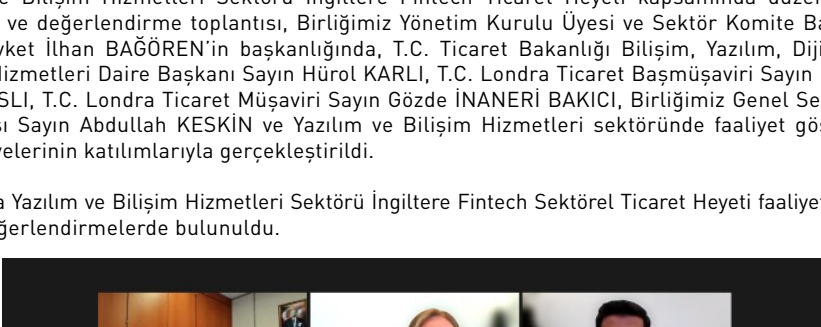 Bilişim Hizmetleri Sektörü İngiltere Fintech Ticaret Heyeti kapsamında
ve değerlendirme toplantısı, Birliğimiz Yönetim Kurulu Üyesi ve Sektör Komite
İlhan BAĞÖREN’in başkanlığında, T.C. Ticaret Bakanlığı Bilişim, Yazılım,
Hizmetleri Daire Başkanı Sayın Hürol KARLI, T.C. Londra Ticaret Başmüşaviri Sayın
T.C. Londra Ticaret Müşaviri Sayın Gözde İNANERİ BAKICI, Birliğimiz Genel
Sayın Abdullah KESKİN ve Yazılım ve Bilişim Hizmetleri sektöründe faaliyet
katılımlarıyla gerçekleştirildi.
Yazılım ve Bilişim Hizmetleri Sektörü İngiltere Fintech Sektörel Ticaret Heyeti
bulunuldu.